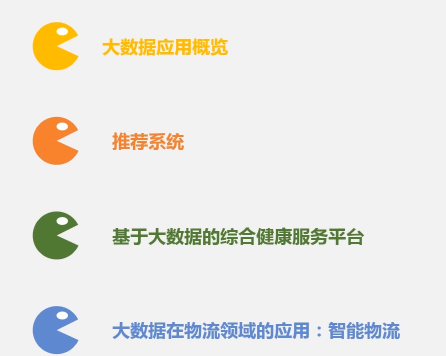 大数据应用概览
推荐系统
基于大数据的综合健康服务平台
大数据在物流领域的应用：智能物流